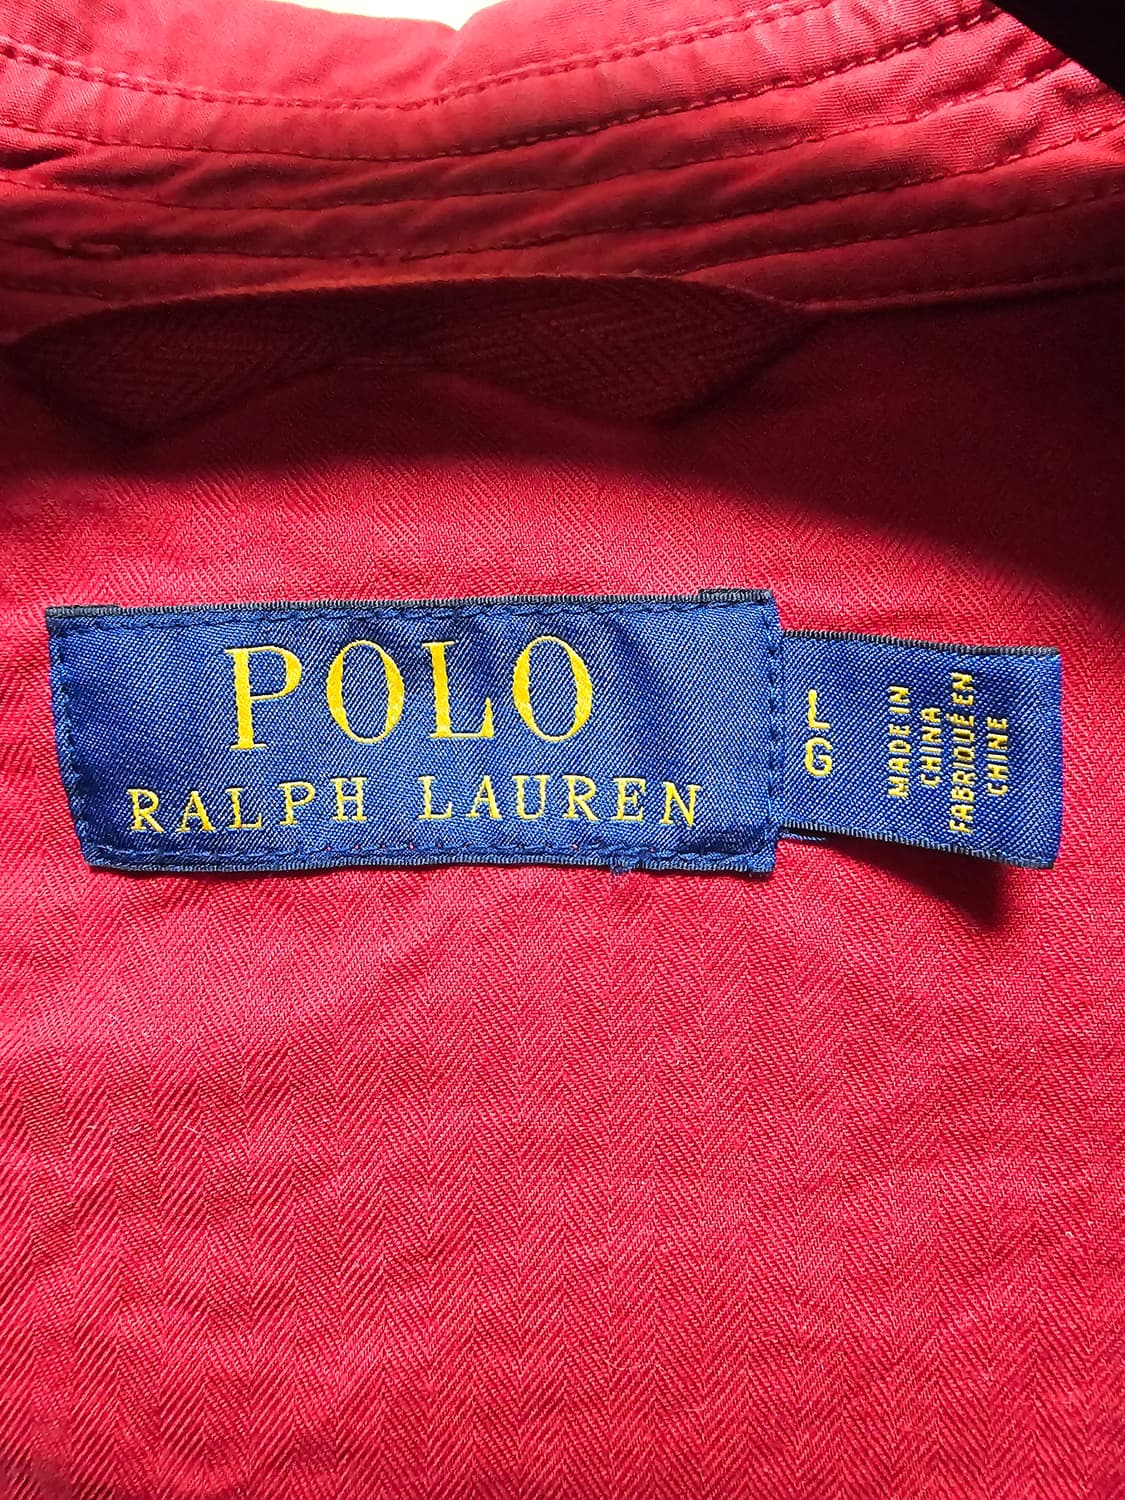 POLO
RALPH LAUREN
L
G
MADE IN
CHINA
FABRIQUÉ EN
CHINE